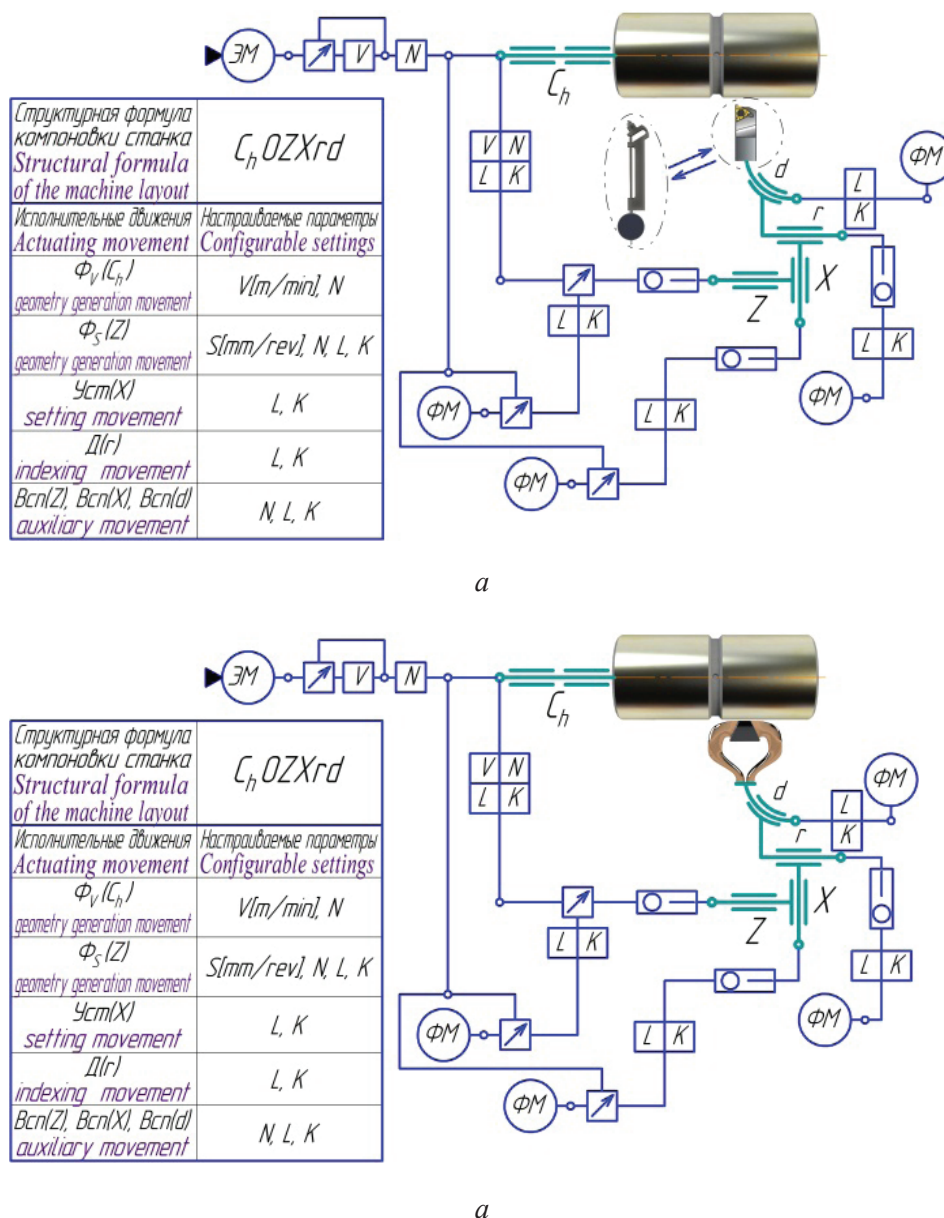 ЭМ
V
N
C_h
V N
L K
d
L
K
ФМ
r
X
Z
L K
L K
ФМ
L K
ФМ
L K
ФМ
Структурная формула
компоновки станка
Structural formula
of the machine layout
C_h OZXrd
Исполнительные движения
Actuating movement
Настраиваемые параметры
Configurable settings
Ф_V(C_h)
geometry generation movement
V[m/min], N
Ф_S(Z)
geometry generation movement
S[mm/rev], N, L, K
Уст(X)
setting movement
L, K
Д(r)
indexing movement
L, K
Всп(Z), Всп(X), Всп(d)
auxiliary movement
N, L, K
а
ЭМ
V
N
C_h
V N
L K
d
L
K
ФМ
r
X
Z
L K
L K
ФМ
L K
ФМ
L K
ФМ
Структурная формула
компоновки станка
Structural formula
of the machine layout
C_h OZXrd
Исполнительные движения
Actuating movement
Настраиваемые параметры
Configurable settings
Ф_V(C_h)
geometry generation movement
V[m/min], N
Ф_S(Z)
geometry generation movement
S[mm/rev], N, L, K
Уст(X)
setting movement
L, K
Д(r)
indexing movement
L, K
Всп(Z), Всп(X), Всп(d)
auxiliary movement
N, L, K
а